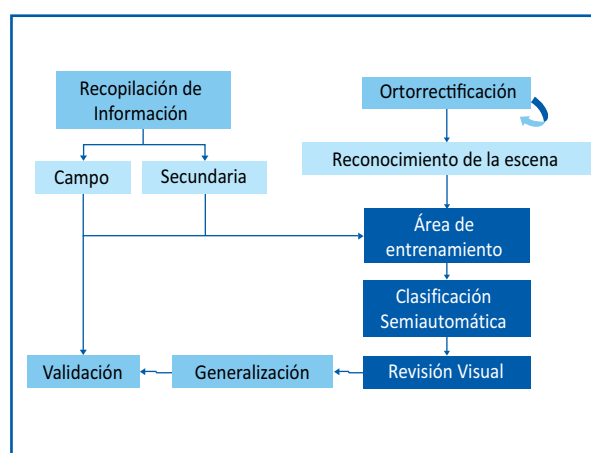 Recopilación de
Información
Ortorrectificación
Reconocimiento de la escena
Campo
Secundaria
Área de
entrenamiento
Clasificación
Semiautomática
Validación
Generalización
Revisión Visual